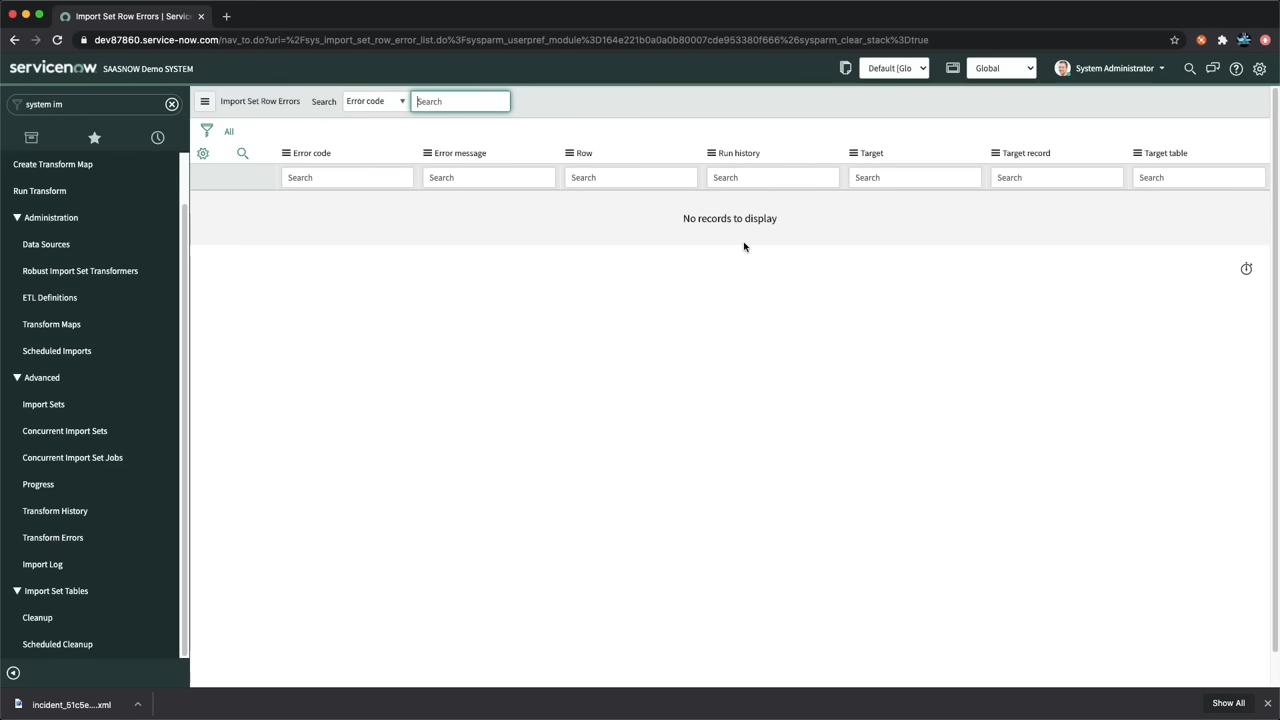 Import Set Row Errors | Servic
dev87860.service-now.com/nav_to.do?uri=%2Fsys_import_set_row_error_list.do%3Fsysparm_userpref_module%3D164e221b0a0a0b80007cde953380f666%26sysparm_clear_stack%3Dtrue
servicenow SAASNOW Demo SYSTEM
Default [Glo
Global
System Administrator
system im
Import Set Row Errors Search Error code Search
All
Error code Error message Row Run history Target Target record Target table
Search Search Search Search Search Search Search
No records to display
Create Transform Map
Run Transform
Administration
Data Sources
Robust Import Set Transformers
ETL Definitions
Transform Maps
Scheduled Imports
Advanced
Import Sets
Concurrent Import Sets
Concurrent Import Set Jobs
Progress
Transform History
Transform Errors
Import Log
Import Set Tables
Cleanup
Scheduled Cleanup
incident_51c5e....xml
Show All